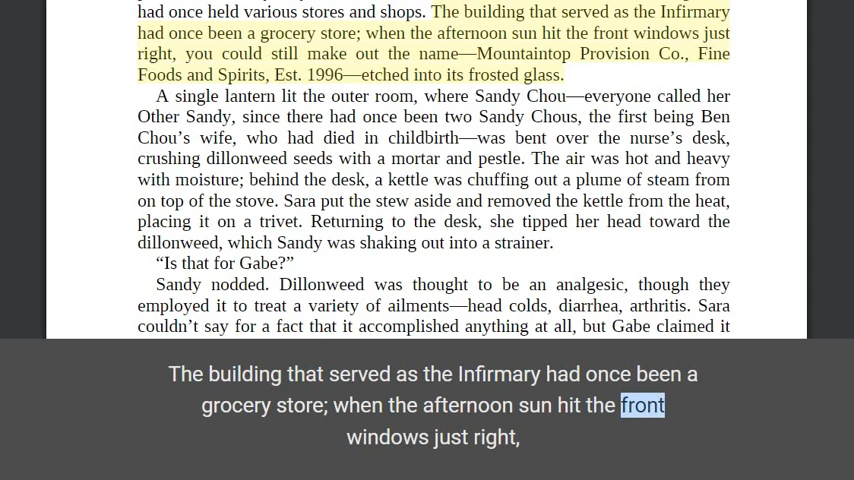 had once held various stores and shops. The building that served as the Infirmary
had once been a grocery store; when the afternoon sun hit the front windows just
right, you could still make out the name—Mountaintop Provision Co., Fine
Foods and Spirits, Est. 1996—etched into its frosted glass.
A single lantern lit the outer room, where Sandy Chou—everyone called her
Other Sandy, since there had once been two Sandy Chous, the first being Ben
Chou’s wife, who had died in childbirth—was bent over the nurse’s desk,
crushing dillonweed seeds with a mortar and pestle. The air was hot and heavy
with moisture; behind the desk, a kettle was chuffing out a plume of steam from
on top of the stove. Sara put the stew aside and removed the kettle from the heat,
placing it on a trivet. Returning to the desk, she tipped her head toward the
dillonweed, which Sandy was shaking out into a strainer.
“Is that for Gabe?”
Sandy nodded. Dillonweed was thought to be an analgesic, though they
employed it to treat a variety of ailments—head colds, diarrhea, arthritis. Sara
couldn’t say for a fact that it accomplished anything at all, but Gabe claimed it
The building that served as the Infirmary had once been a
grocery store; when the afternoon sun hit the front
windows just right,